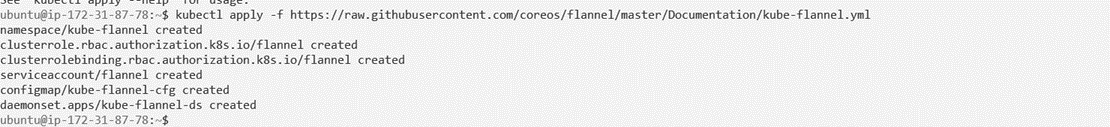 See 'kubectl apply --help' for usage.
ubuntu@ip-172-31-87-78:~$ kubectl apply -f https://raw.githubusercontent.com/coreos/flannel/master/Documentation/kube-flannel.yml
namespace/kube-flannel created
clusterrole.rbac.authorization.k8s.io/flannel created
clusterrolebinding.rbac.authorization.k8s.io/flannel created
serviceaccount/flannel created
configmap/kube-flannel-cfg created
daemonset.apps/kube-flannel-ds created
ubuntu@ip-172-31-87-78:~$